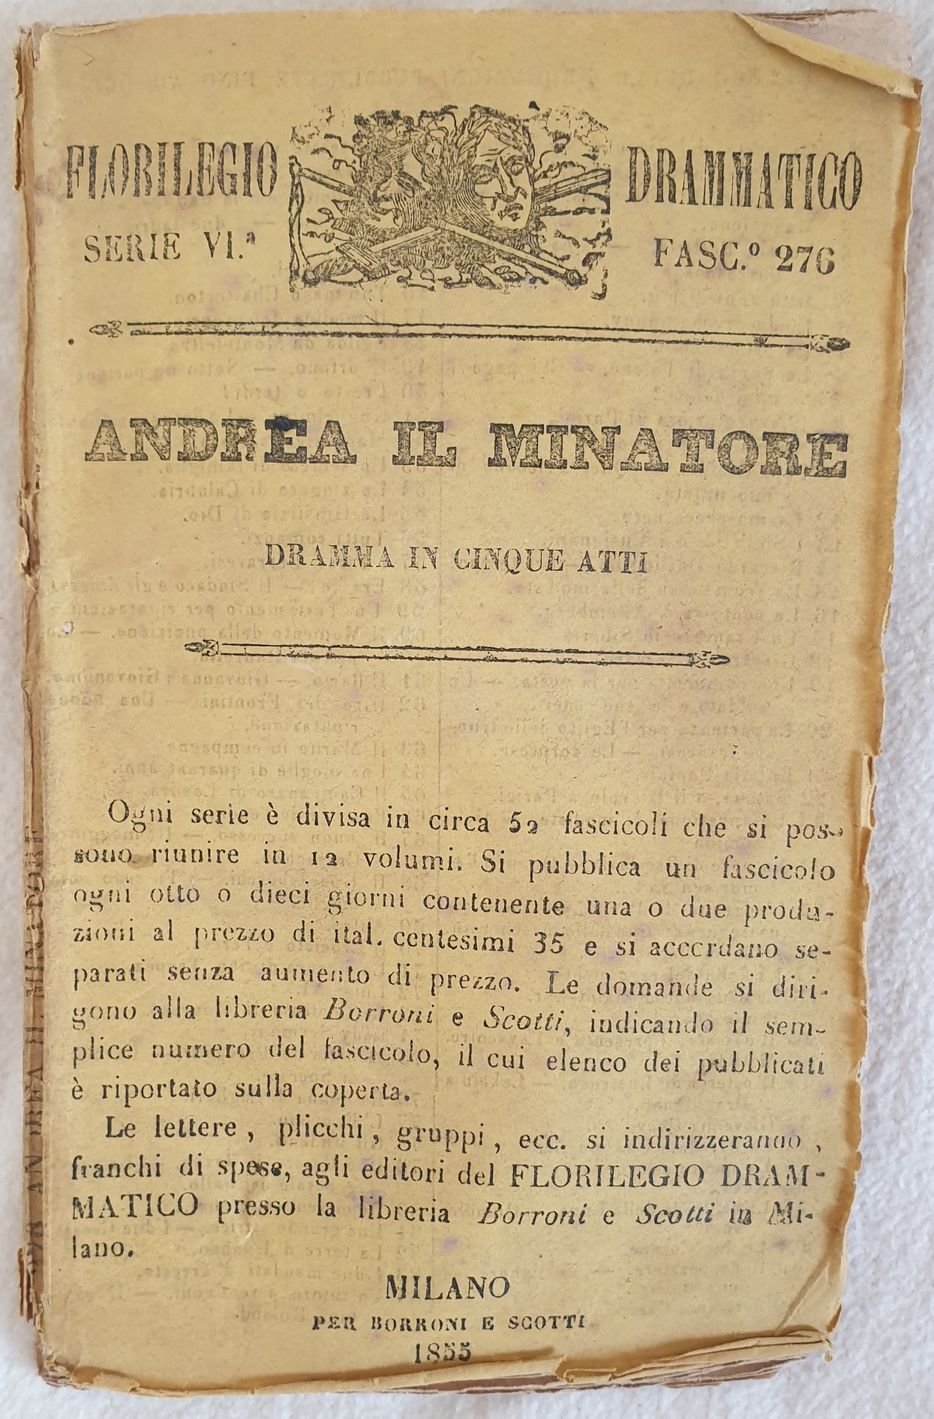 FLORILEGIO DRAMMATICO
SERIE VI.ª FASC.º 276
ANDREA IL MINATORE
DRAMMA IN CINQUE ATTI
Ogni serie è divisa in circa 52 fascicoli che si pos-
sono riunire in 12 volumi. Si pubblica un fascicolo
ogni otto o dieci giorni contenente una o due produ-
zioni al prezzo di ital. centesimi 35 e si accordano se-
parati senza aumento di prezzo. Le domande si diri-
gono alla libreria Borroni e Scotti, indicando il sem-
plice numero del fascicolo, il cui elenco dei pubblicati
è riportato sulla coperta.
Le lettere, plicchi, gruppi, ecc. si indirizzeranno,
franchi di spese, agli editori del FLORILEGIO DRAM-
MATICO presso la libreria Borroni e Scotti in Mi-
lano.
MILANO
PER BORRONI E SCOTTI
1855